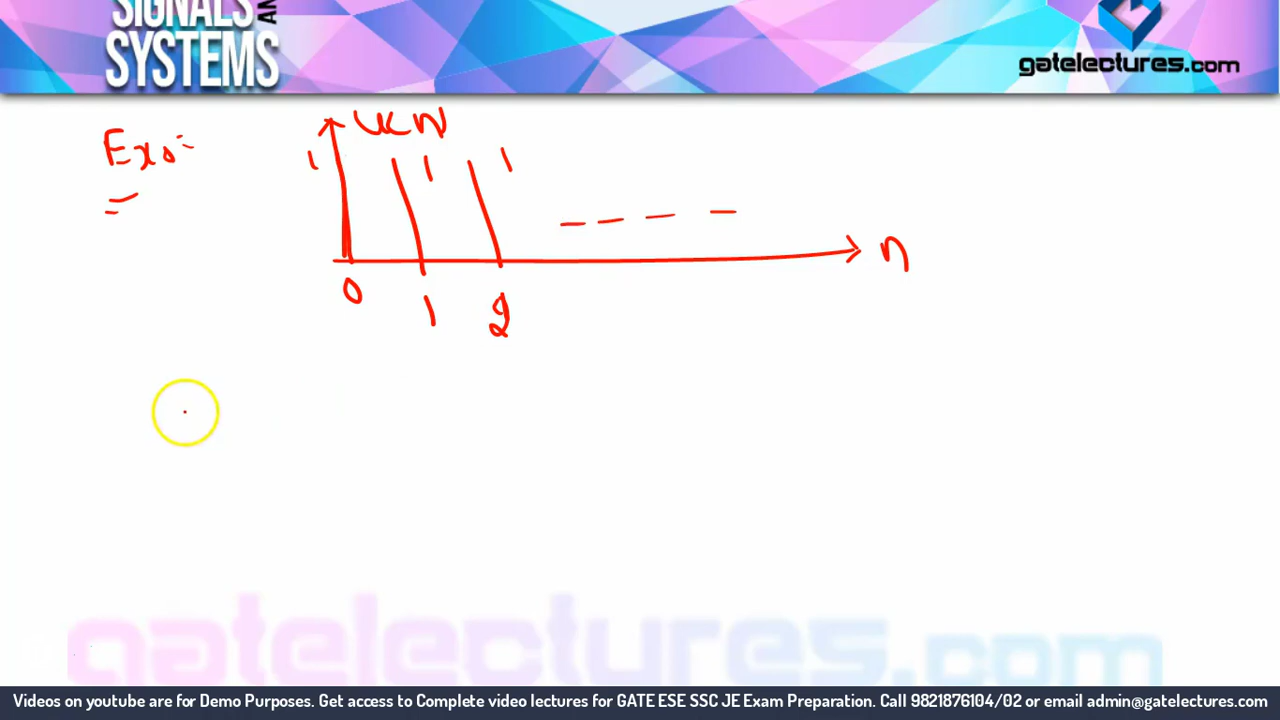 SIGNALS AND
SYSTEMS
gatelectures.com
Exs:
u(n)
1 1 1
n
0 1 2
gatelectures.com
Videos on youtube are for Demo Purposes. Get access to Complete video lectures for GATE ESE SSC JE Exam Preparation. Call 9821876104/02 or email admin@gatelectures.com